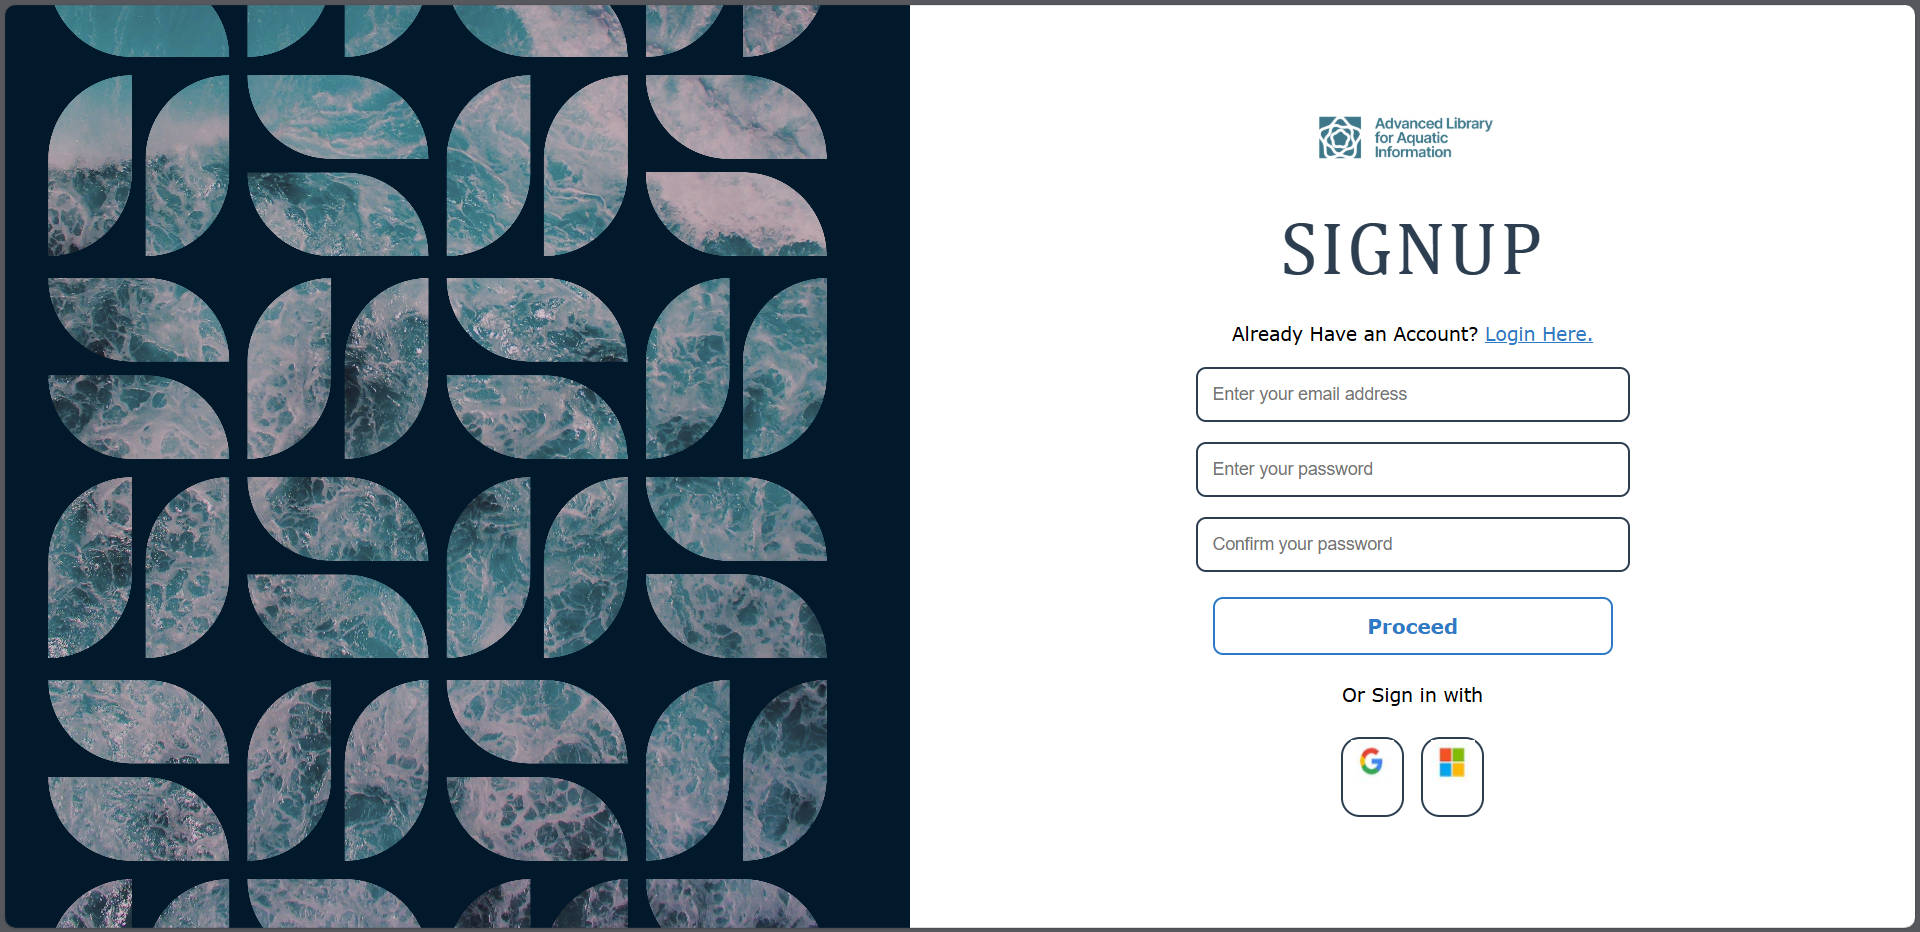 Advanced Library
for Aquatic
Information
SIGNUP
Already Have an Account? Login Here.
Enter your email address
Enter your password
Confirm your password
Proceed
Or Sign in with